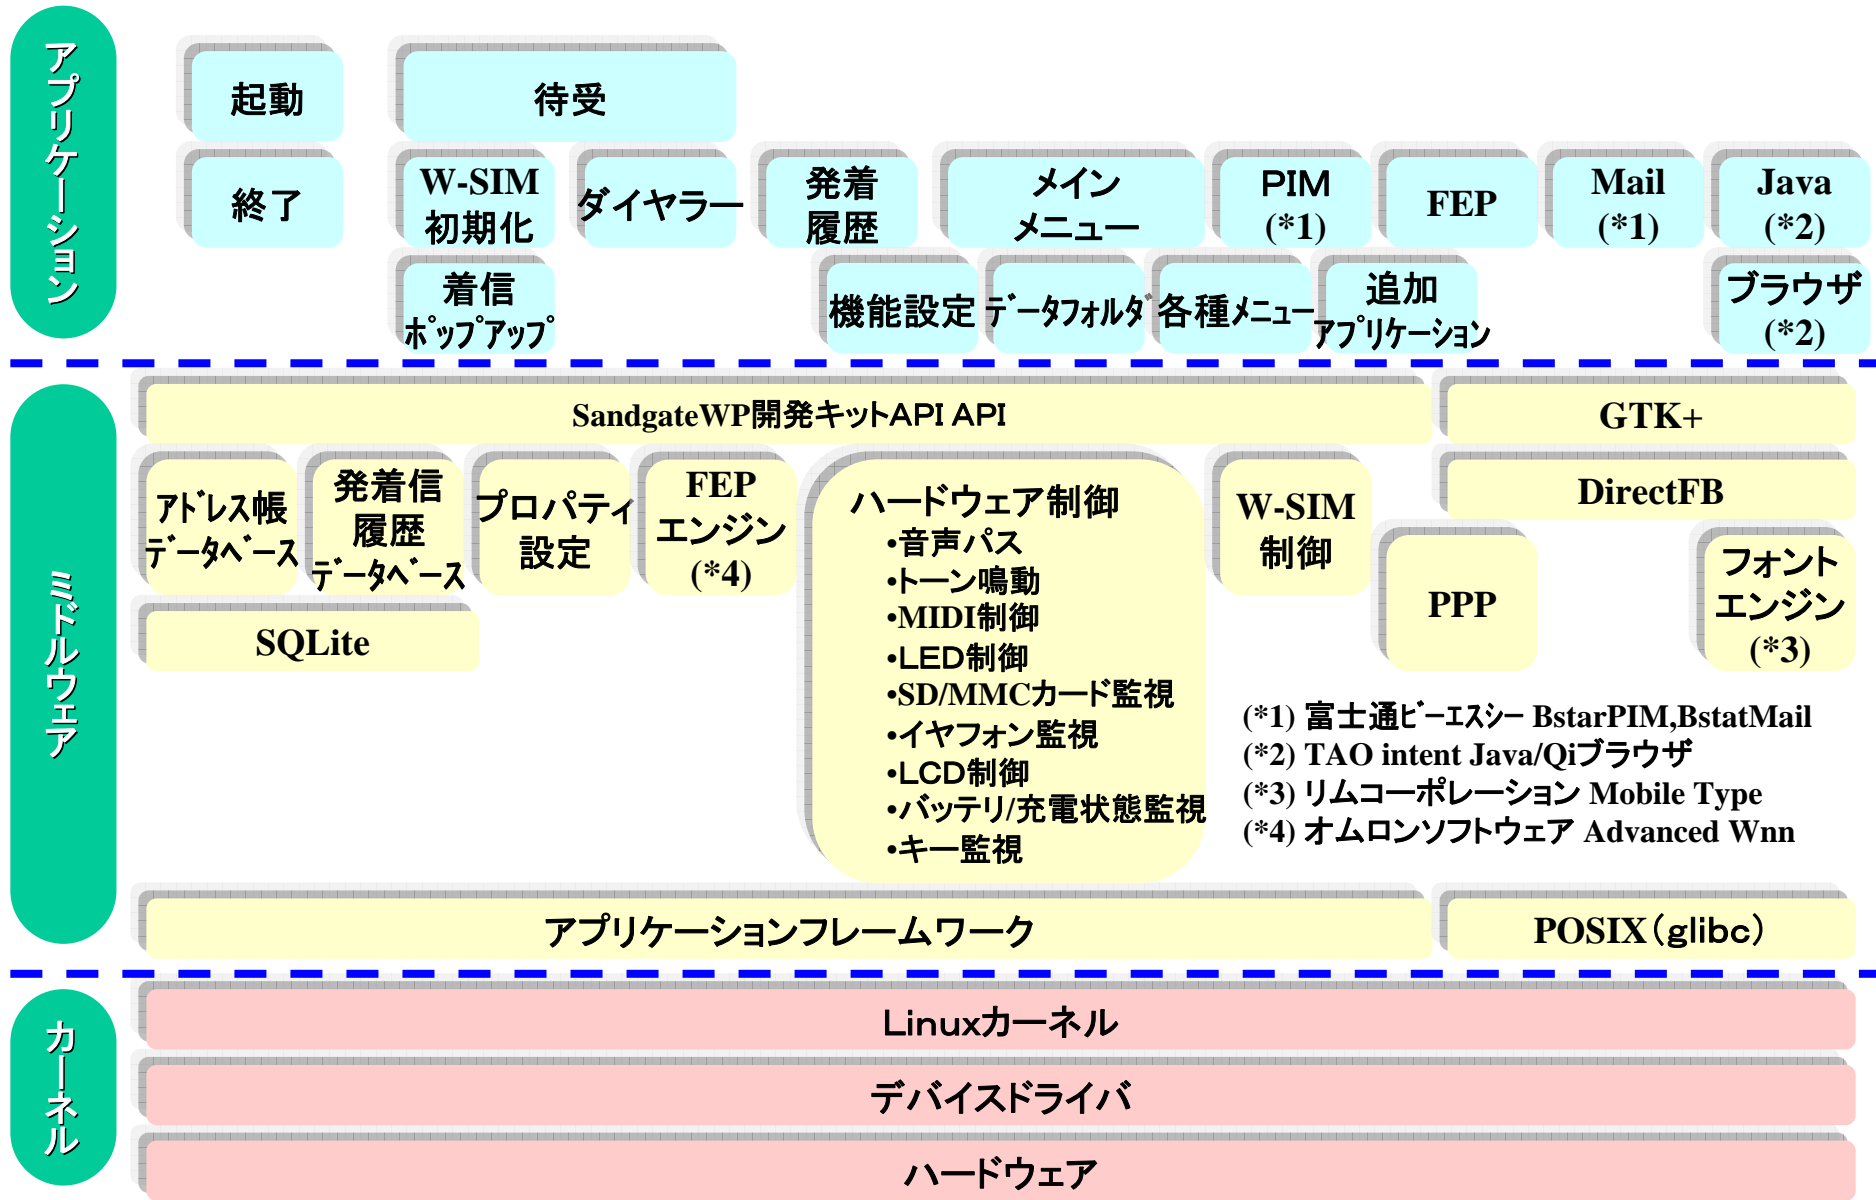 アプリケーション
起動
待受
終了
W-SIM
初期化
ダイヤラー
発着
履歴
メイン
メニュー
PIM
(*1)
FEP
Mail
(*1)
Java
(*2)
着信
ﾎﾟｯﾌﾟアップ
機能設定
ﾃﾞｰﾀフォルダ
各種メニュー
追加
アプリケーション
ブラウザ
(*2)
ミドルウェア
SandgateWP開発キットAPI API
GTK+
アドレス帳
データベース
発着信
履歴
データベース
プロパティ
設定
FEP
エンジン
(*4)
ハードウェア制御
•音声パス
•トーン鳴動
•MIDI制御
•LED制御
•SD/MMCカード監視
•イヤフォン監視
•LCD制御
•バッテリ/充電状態監視
•キー監視
W-SIM
制御
DirectFB
PPP
フォント
エンジン
(*3)
SQLite
(*1) 富士通ビーエスシー BstarPIM,BstatMail
(*2) TAO intent Java/Qiブラウザ
(*3) リムコーポレーション Mobile Type
(*4) オムロンソフトウェア Advanced Wnn
アプリケーションフレームワーク
POSIX（glibc）
カーネル
Linuxカーネル
デバイスドライバ
ハードウェア